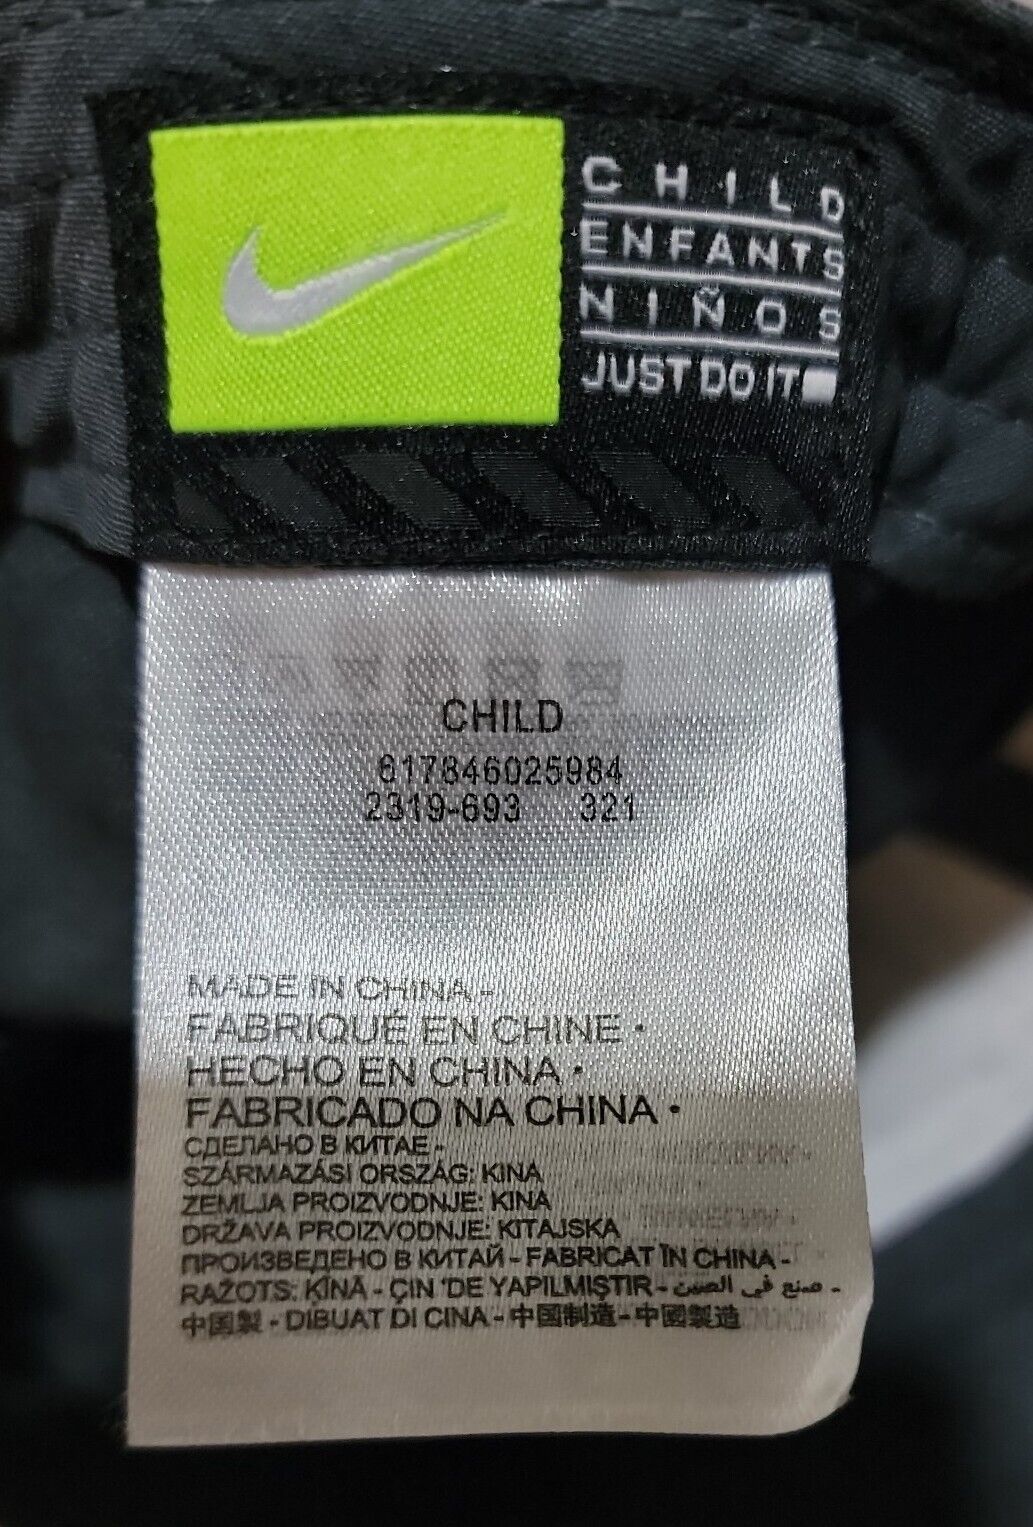 CHILD
ENFANTS
NIÑOS
JUST DO IT
CHILD
617846025984
2319-693 321
MADE IN CHINA -
FABRIQUÉ EN CHINE •
HECHO EN CHINA •
FABRICADO NA CHINA •
СДЕЛАНО В КИТАЕ -
SZÁRMAZÁSI ORSZÁG: KINA
ZEMLJA PROIZVODNJE: KINA
DRŽAVA PROIZVODNJE: KITAJSKA
ПРОИЗВЕДЕНО В КИТАЙ - FABRICAT ÎN CHINA -
RAŽOTS: ĶĪNĀ - ÇIN 'DE YAPILMIŞTIR - صنع في الصين -
中国製 - DIBUAT DI CINA - 中国制造 - 中國製造